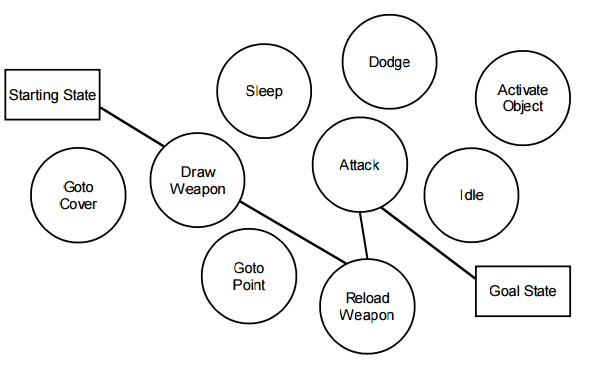 Dodge
Sleep
Activate
Object
Starting State
Attack
Draw
Weapon
Goto
Cover
Idle
Goto
Point
Goal State
Reload
Weapon